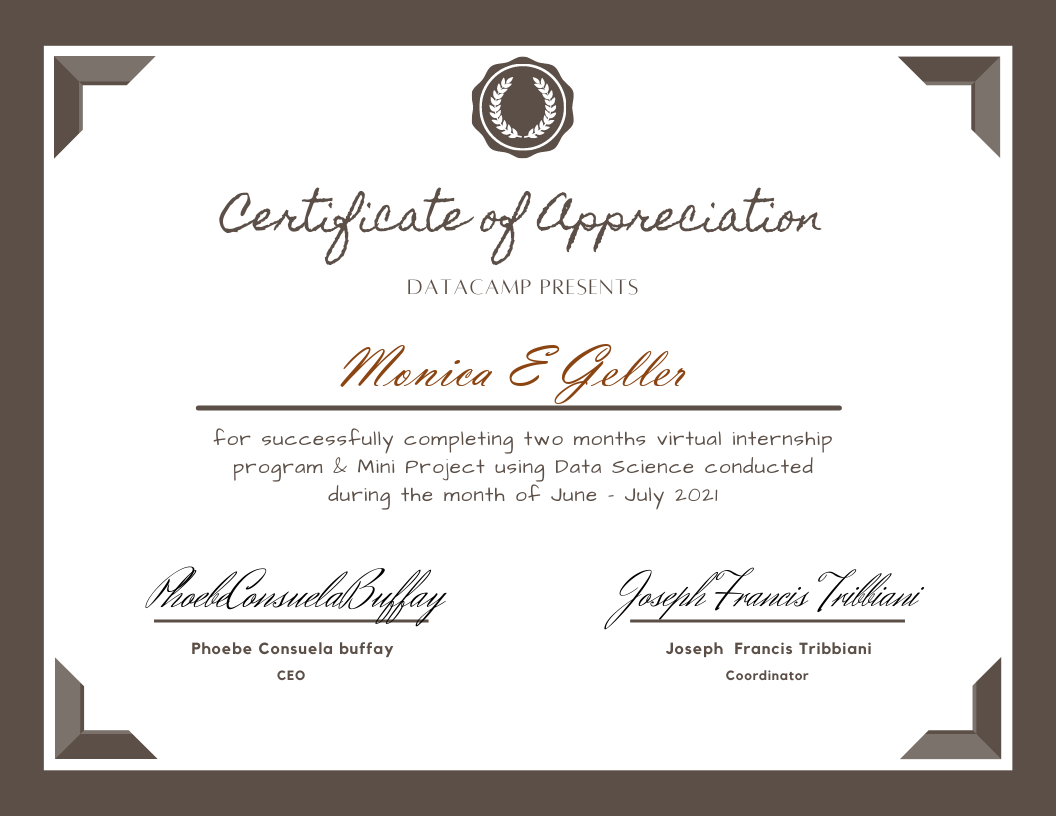 Certificate of Appreciation
DATACAMP PRESENTS
Monica E Geller
for successfully completing two months virtual internship
program & Mini Project using Data Science conducted
during the month of June - July 2021
PhoebeConsuelaBuffay
Joseph Francis Tribbiani
Phoebe Consuela buffay
Joseph Francis Tribbiani
CEO
Coordinator